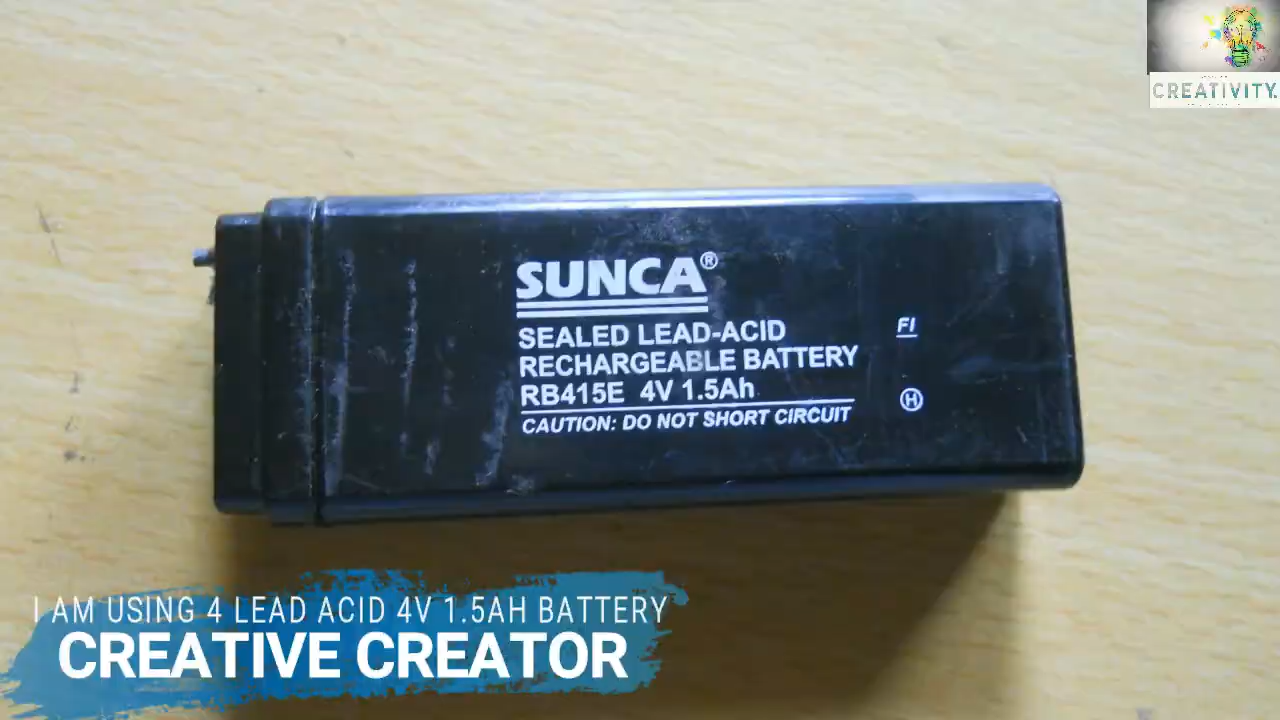 CREATIVITY.
SUNCA®
SEALED LEAD-ACID
RECHARGEABLE BATTERY
RB415E 4V 1.5Ah
CAUTION: DO NOT SHORT CIRCUIT
FI
H
I AM USING 4 LEAD ACID 4V 1.5AH BATTERY
CREATIVE CREATOR